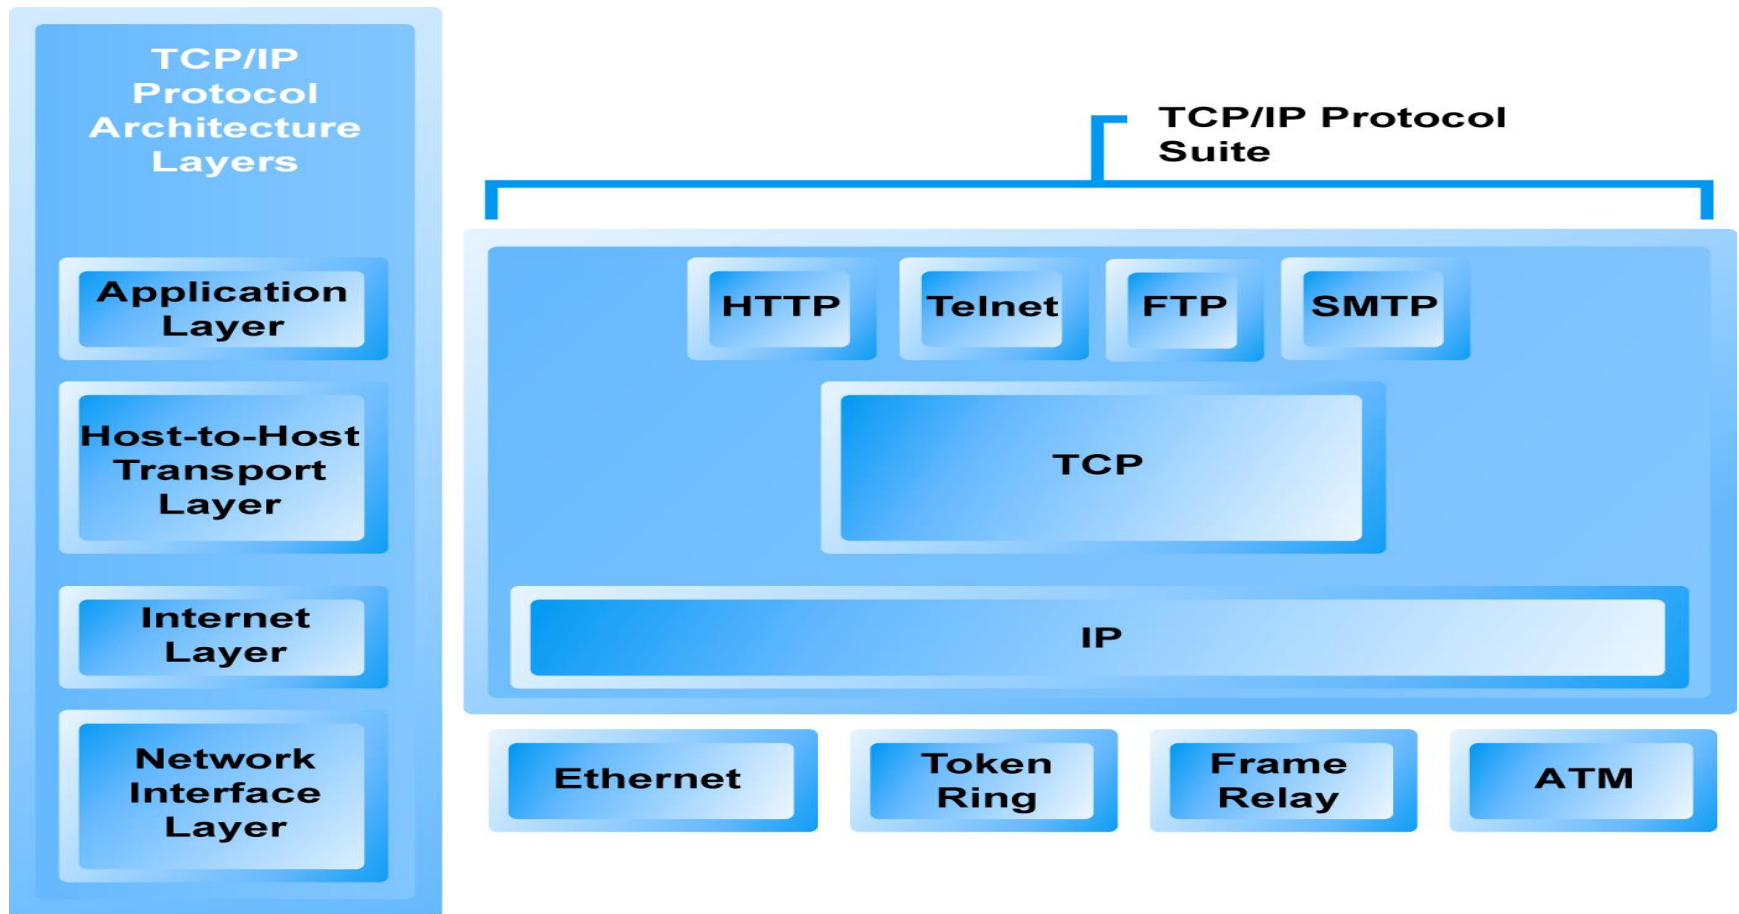 TCP/IP
Protocol
Architecture
Layers
Application
Layer
Host-to-Host
Transport
Layer
Internet
Layer
Network
Interface
Layer
TCP/IP Protocol
Suite
HTTP
Telnet
FTP
SMTP
TCP
IP
Ethernet
Token
Ring
Frame
Relay
ATM